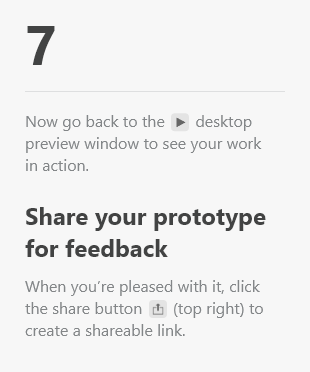 7
Now go back to the desktop
preview window to see your work
in action.
Share your prototype
for feedback
When you’re pleased with it, click
the share button (top right) to
create a shareable link.